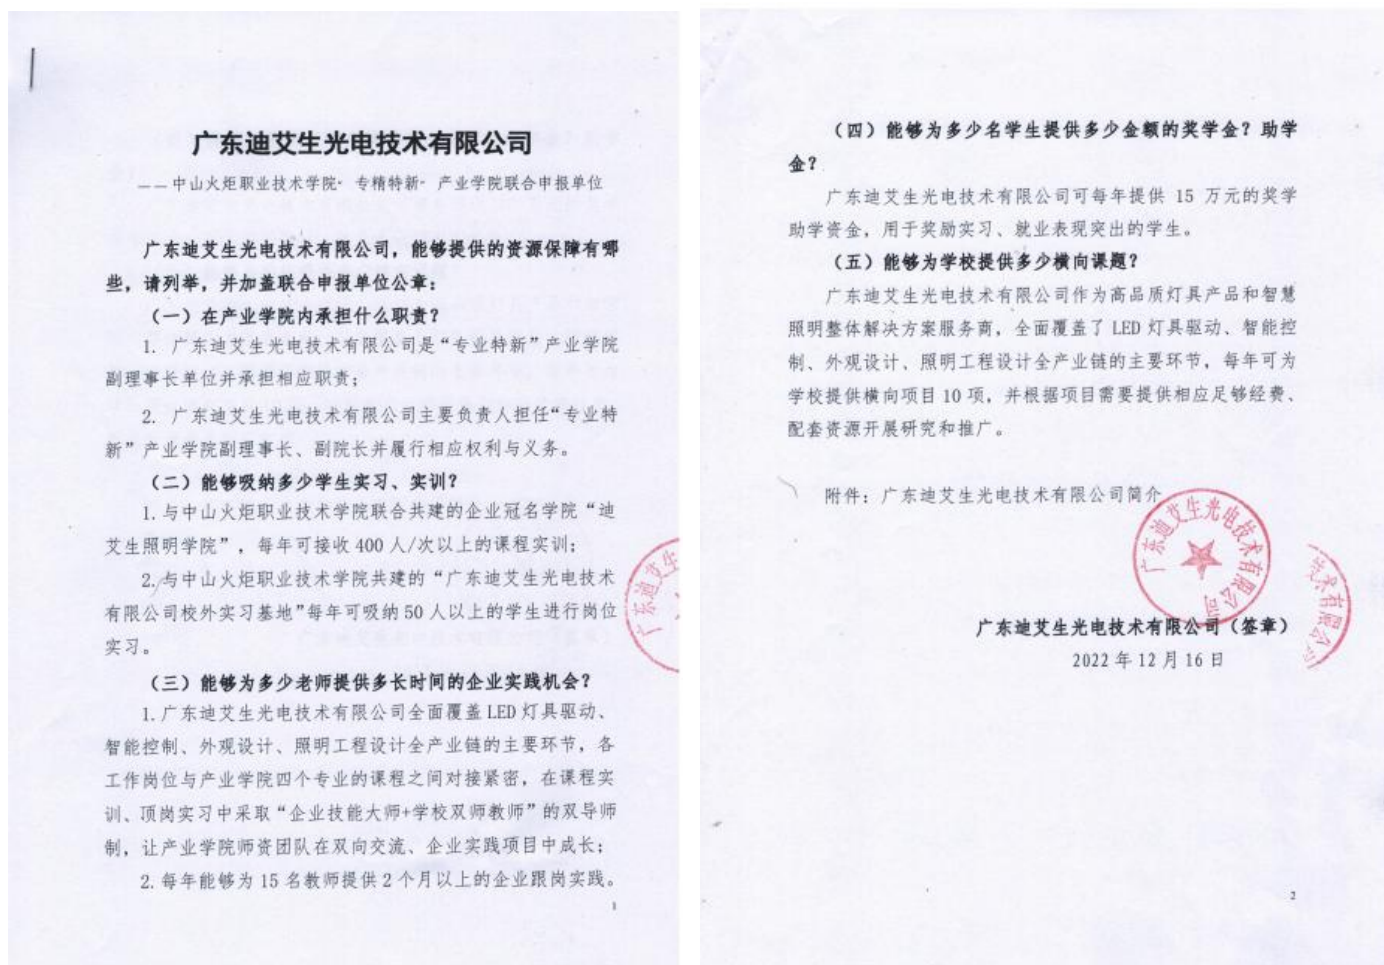 广东迪艾生光电技术有限公司
——中山火炬职业技术学院“专精特新”产业学院联合申报单位
广东迪艾生光电技术有限公司，能够提供的资源保障有哪
些，请列举，并加盖联合申报单位公章：
（一）在产业学院内承担什么职责？
1. 广东迪艾生光电技术有限公司是“专业特新”产业学院
副理事长单位并承担相应职责；
2. 广东迪艾生光电技术有限公司主要负责人担任“专业特
新”产业学院副理事长、副院长并履行相应权利与义务。
（二）能够吸纳多少学生实习、实训？
1.与中山火炬职业技术学院联合共建的企业冠名学院“迪
艾生照明学院”，每年可接收400人/次以上的课程实训；
2.与中山火炬职业技术学院共建的“广东迪艾生光电技术
有限公司校外实习基地”每年可吸纳50人以上的学生进行岗位
实习。
（三）能够为多少老师提供多长时间的企业实践机会？
1.广东迪艾生光电技术有限公司全面覆盖LED灯具驱动、
智能控制、外观设计、照明工程设计全产业链的主要环节，各
工作岗位与产业学院四个专业的课程之间对接紧密，在课程实
训、顶岗实习中采取“企业技能大师+学校双师教师”的双导师
制，让产业学院师资团队在双向交流、企业实践项目中成长；
2.每年能够为15名教师提供2个月以上的企业跟岗实践。
1
广东迪艾生
（四）能够为多少名学生提供多少金额的奖学金？助学
金？
广东迪艾生光电技术有限公司可每年提供 15 万元的奖学
助学资金，用于奖励实习、就业表现突出的学生。
（五）能够为学校提供多少横向课题？
广东迪艾生光电技术有限公司作为高品质灯具产品和智慧
照明整体解决方案服务商，全面覆盖了LED灯具驱动、智能控
制、外观设计、照明工程设计全产业链的主要环节，每年可为
学校提供横向项目10项，并根据项目需要提供相应足够经费、
配套资源开展研究和推广。
附件：广东迪艾生光电技术有限公司简介
广东迪艾生光电技术有限公司
广东迪艾生光电技术有限公司（签章）
2022年12月16日
技术有限公司
2